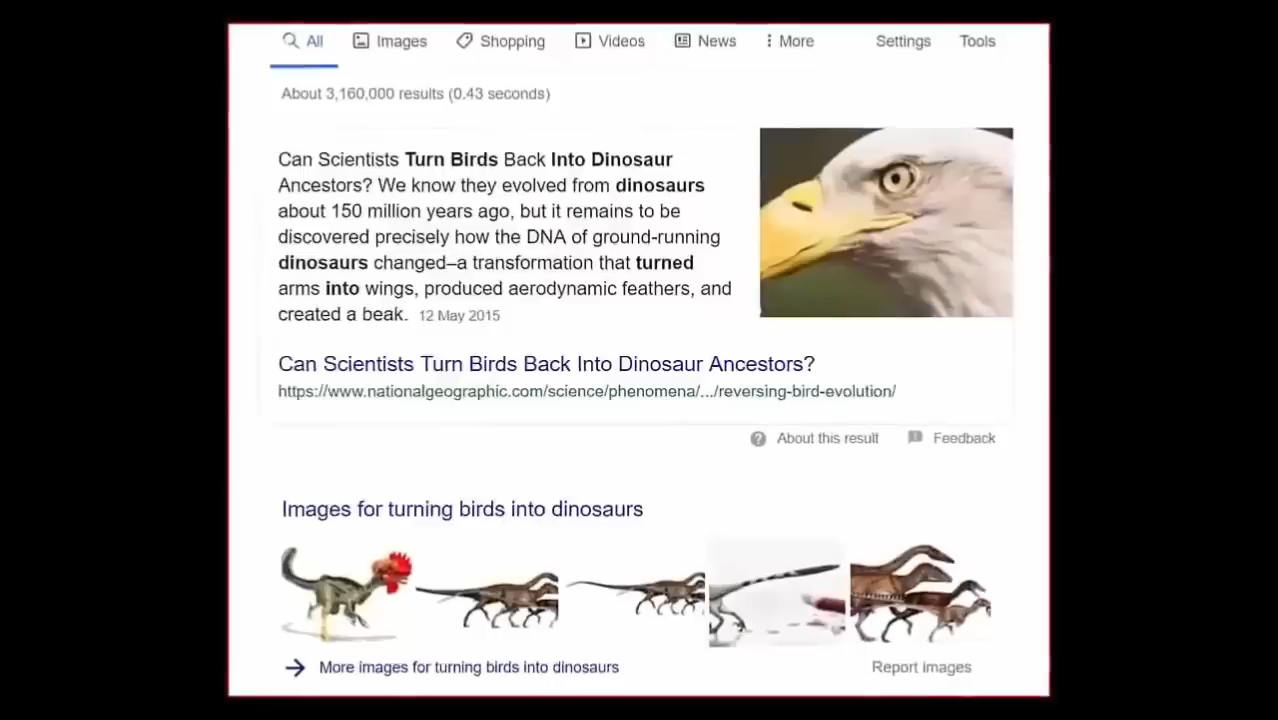 All Images Shopping Videos News More Settings Tools
About 3,160,000 results (0.43 seconds)
Can Scientists Turn Birds Back Into Dinosaur
Ancestors? We know they evolved from dinosaurs
about 150 million years ago, but it remains to be
discovered precisely how the DNA of ground-running
dinosaurs changed–a transformation that turned
arms into wings, produced aerodynamic feathers, and
created a beak. 12 May 2015
Can Scientists Turn Birds Back Into Dinosaur Ancestors?
https://www.nationalgeographic.com/science/phenomena/.../reversing-bird-evolution/
About this result Feedback
Images for turning birds into dinosaurs
More images for turning birds into dinosaurs Report images